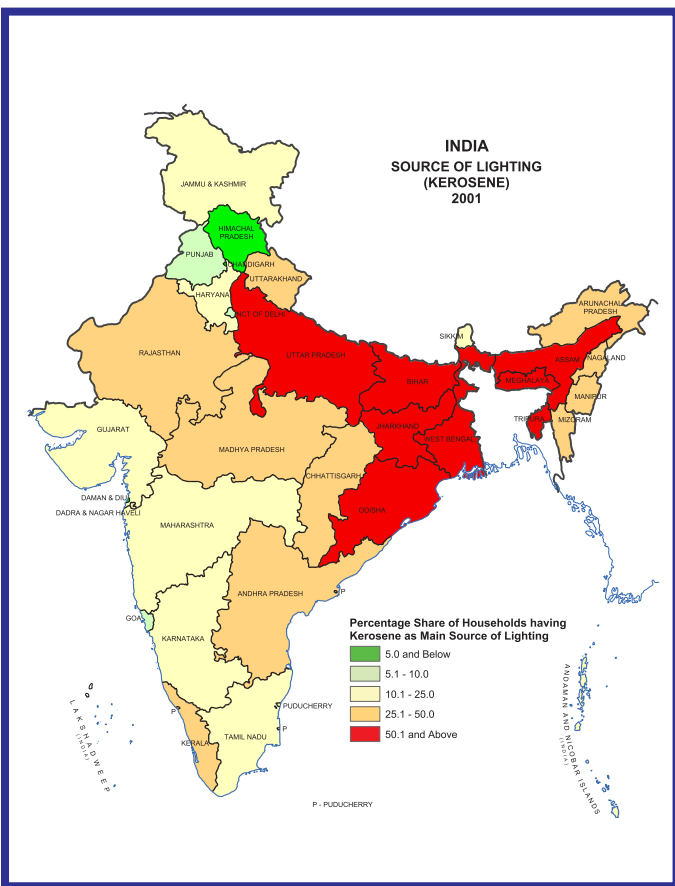 INDIA
SOURCE OF LIGHTING
(KEROSENE)
2001
JAMMU & KASHMIR
HIMACHAL
PRADESH
PUNJAB
CHANDIGARH
UTTARAKHAND
HARYANA
NCT OF DELHI
ARUNACHAL
PRADESH
SIKKIM
RAJASTHAN
UTTAR PRADESH
ASSAM
NAGALAND
BIHAR
MEGHALAYA
MANIPUR
TRIPURA
MIZORAM
GUJARAT
JHARKHAND
WEST BENGAL
MADHYA PRADESH
CHHATTISGARH
DAMAN & DIU
DADRA & NAGAR HAVELI
ODISHA
MAHARASHTRA
ANDHRA PRADESH
P
GOA
KARNATAKA
Percentage Share of Households having
Kerosene as Main Source of Lighting
5.0 and Below
5.1 - 10.0
10.1 - 25.0
25.1 - 50.0
50.1 and Above
PUDUCHERRY
P
P
KERALA
TAMIL NADU
LAKSHADWEEP
(INDIA)
ANDAMAN AND NICOBAR ISLANDS
(INDIA)
P - PUDUCHERRY